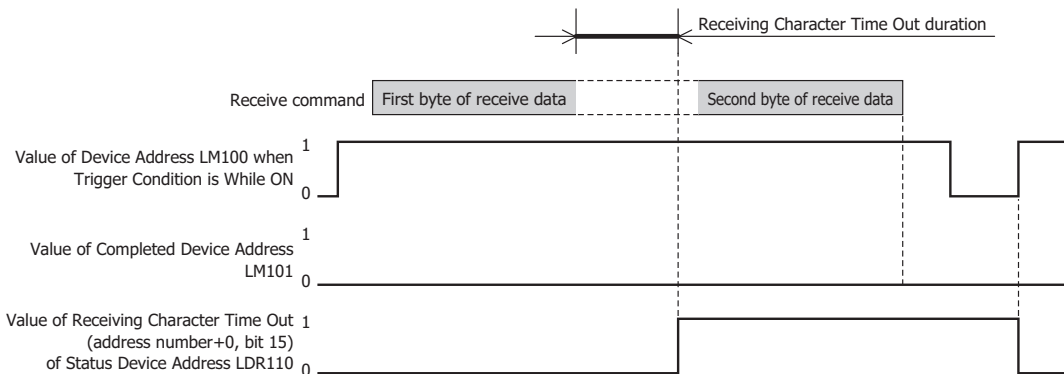 Receiving Character Time Out duration
Receive command
First byte of receive data
Second byte of receive data
Value of Device Address LM100 when
Trigger Condition is While ON
1
0
Value of Completed Device Address
LM101
1
0
Value of Receiving Character Time Out
(address number+0, bit 15)
of Status Device Address LDR110
1
0